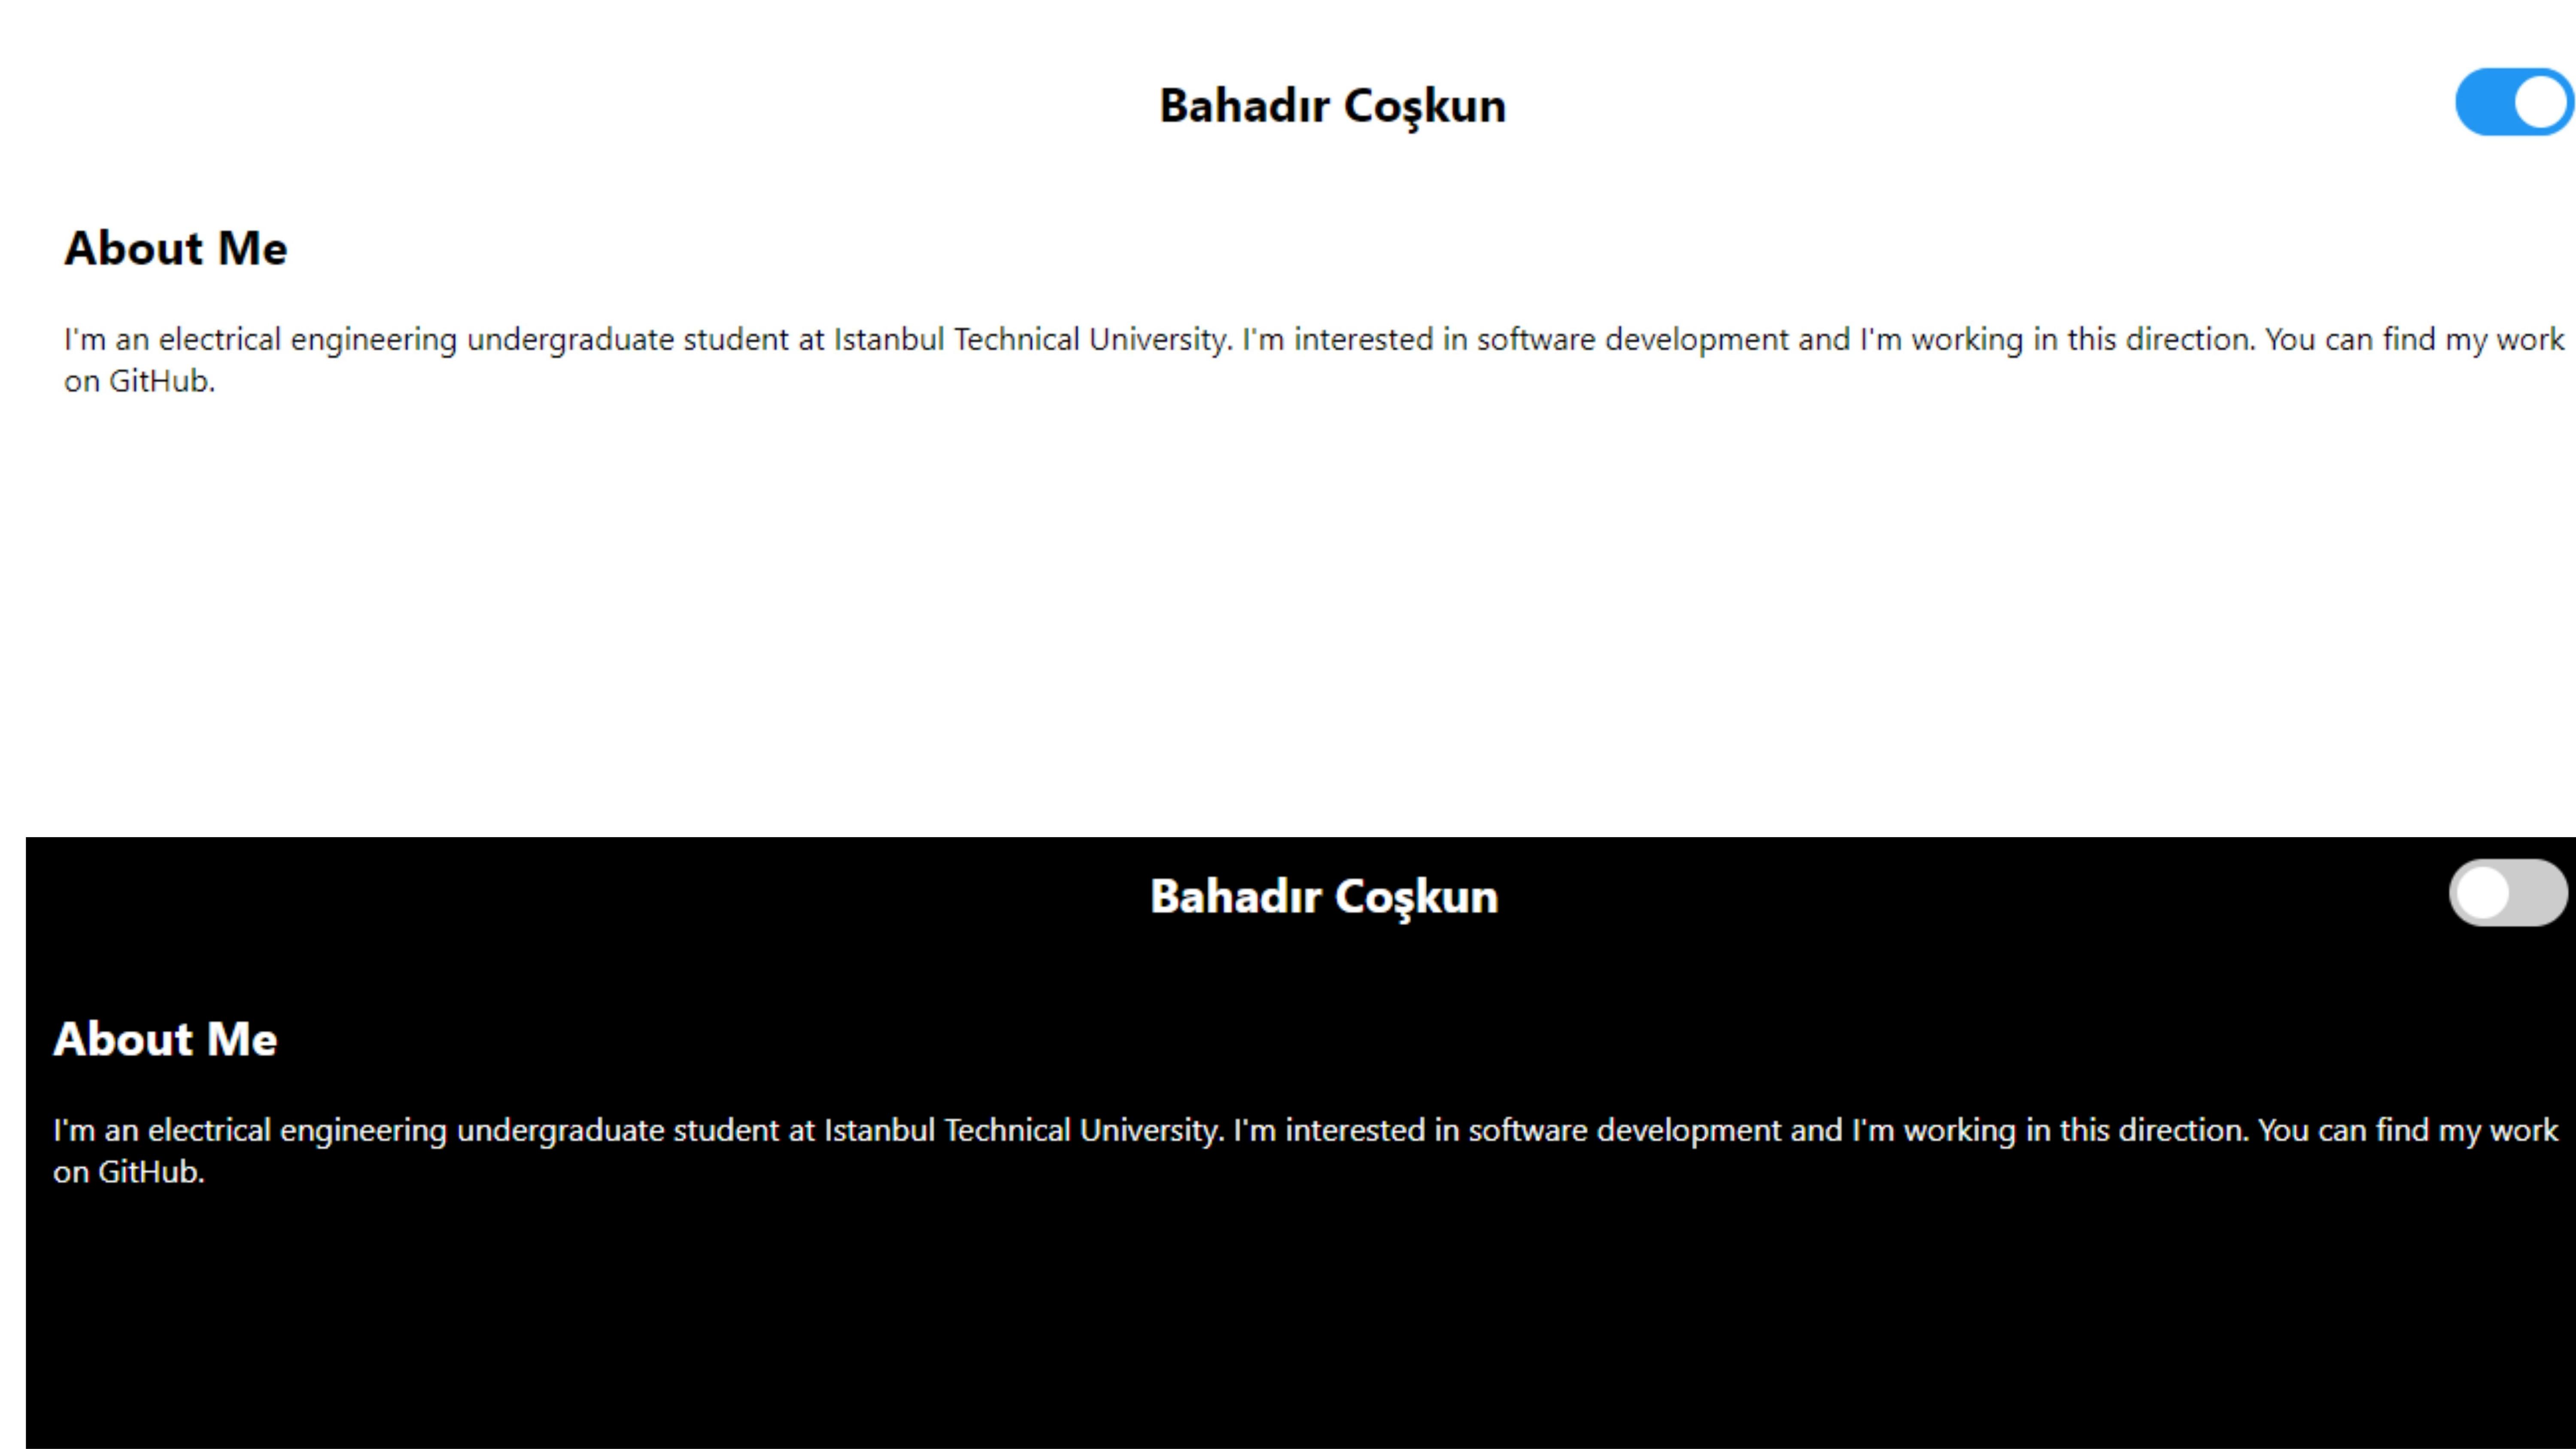 Bahadır Coşkun
About Me
I'm an electrical engineering undergraduate student at Istanbul Technical University. I'm interested in software development and I'm working in this direction. You can find my work
on GitHub.
Bahadır Coşkun
About Me
I'm an electrical engineering undergraduate student at Istanbul Technical University. I'm interested in software development and I'm working in this direction. You can find my work
on GitHub.